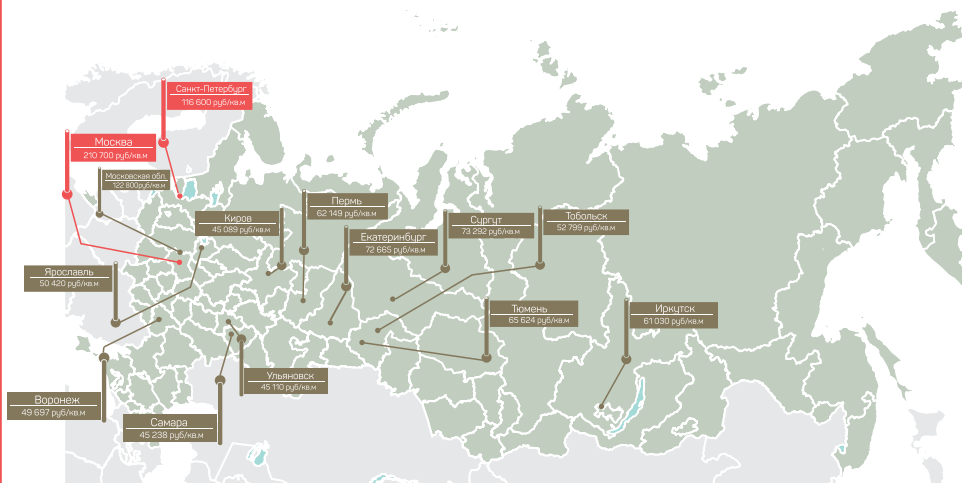 Санкт-Петербург
116 600 руб/кв.м
Москва
210 700 руб/кв.м
Московская обл.
122 800руб/кв.м
Киров
45 089 руб/кв.м
Пермь
62 149 руб/кв.м
Екатеринбург
72 665 руб/кв.м
Сургут
73 292 руб/кв.м
Тобольск
52 799 руб/кв.м
Ярославль
50 420 руб/кв.м
Тюмень
65 624 руб/кв.м
Иркутск
61 030 руб/кв.м
Ульяновск
45 110 руб/кв.м
Воронеж
49 697 руб/кв.м
Самара
45 238 руб/кв.м